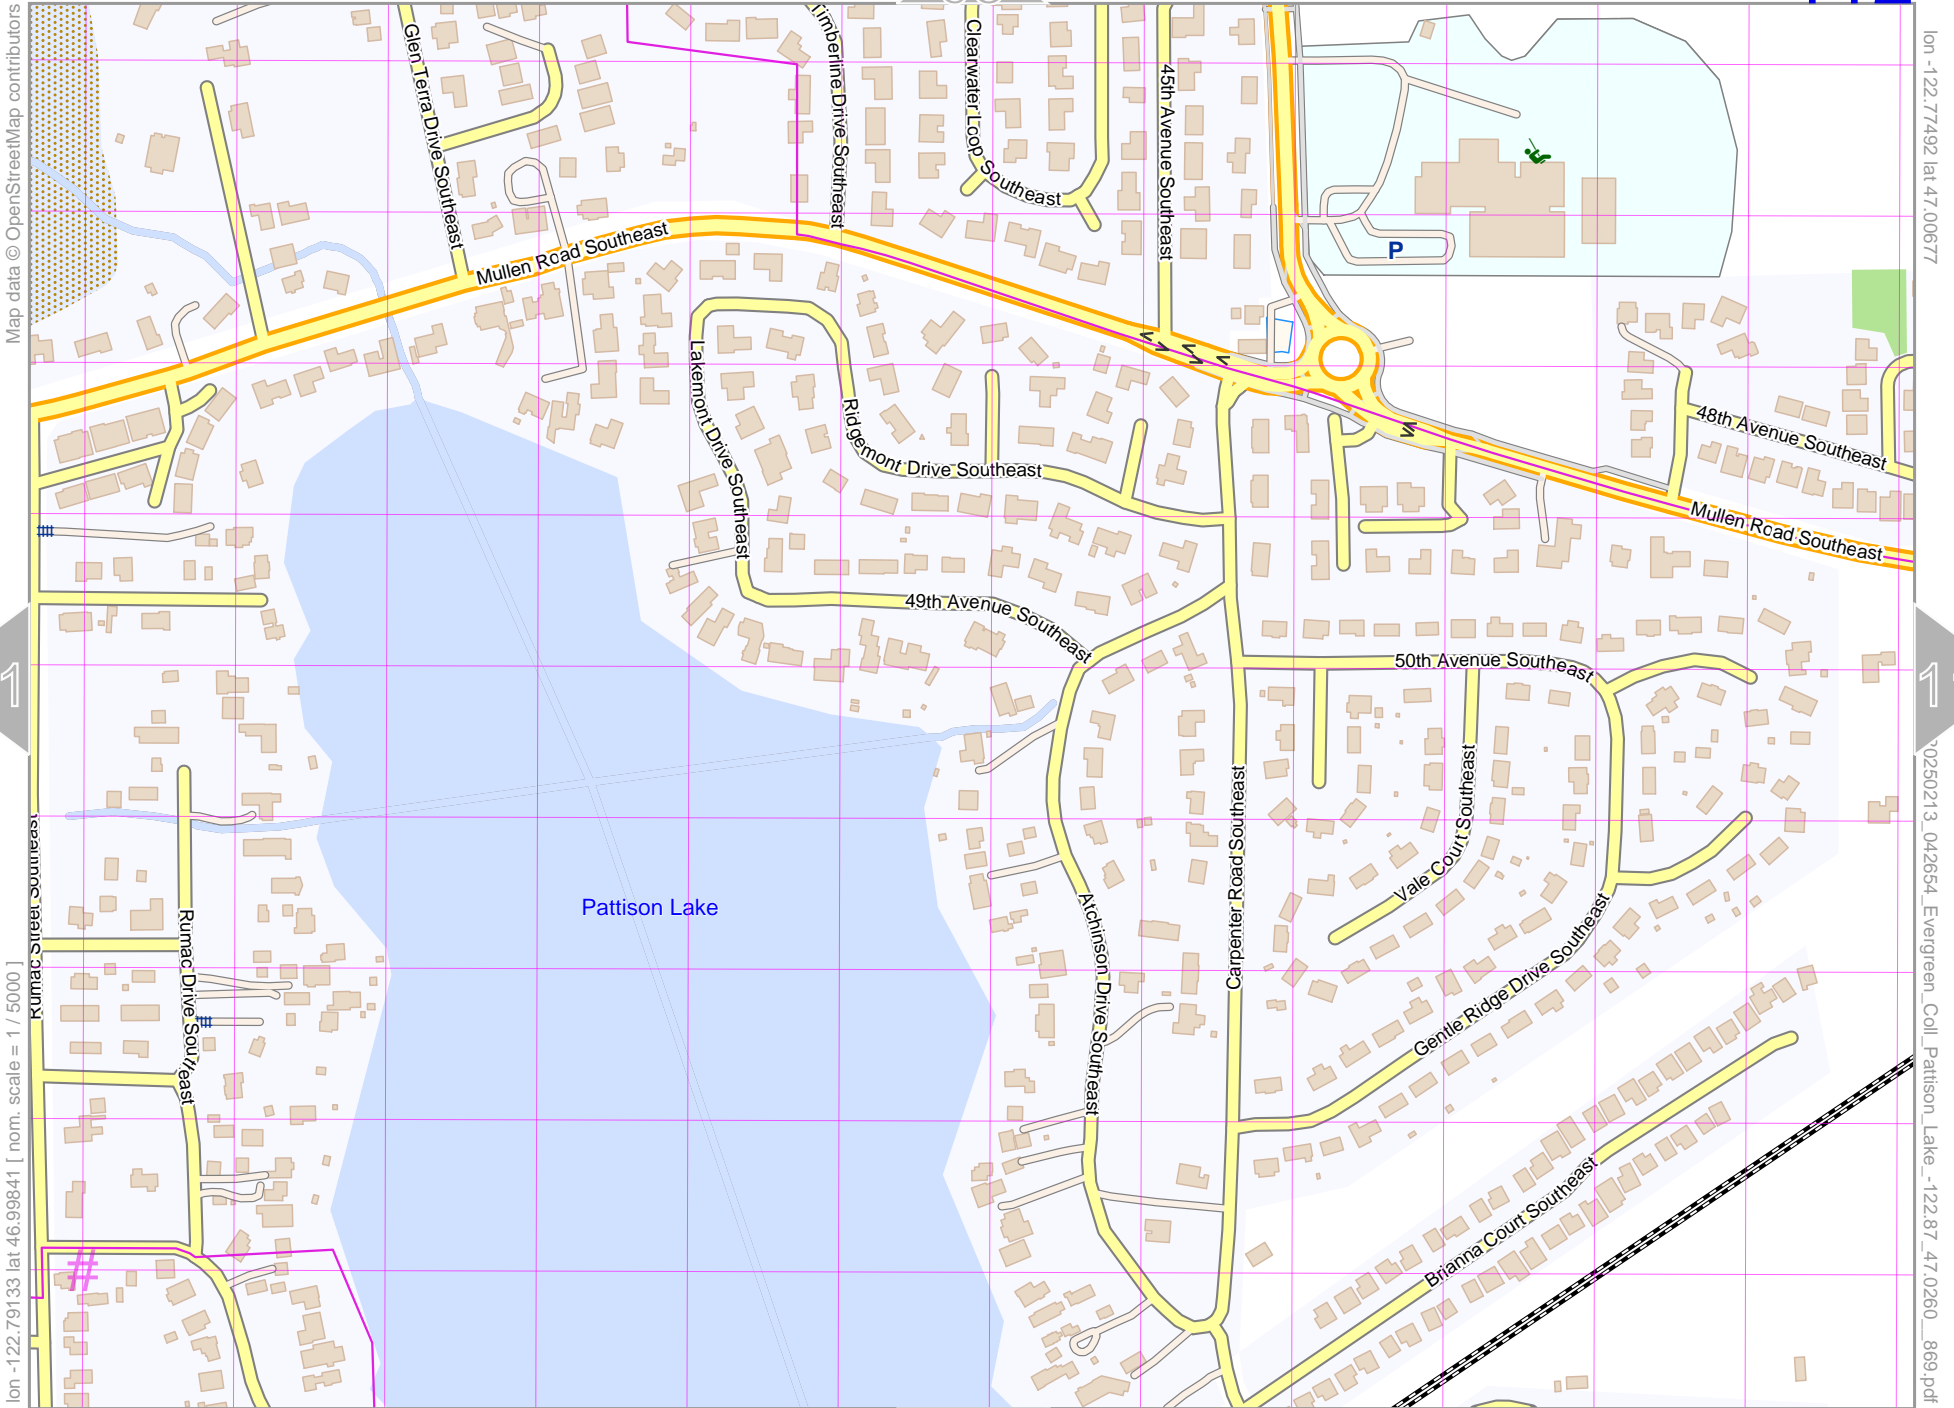 Map data © OpenStreetMap contributors
lon -122.79133 lat 46.99841 [ nom. scale = 1 / 5000 ]
lon -122.77492 lat 47.00677
20250213_042654_Evergreen_Coll_Pattison_Lake_-122.87_47.0260__869.pdf
Glen Terra Drive Southeast
Timberline Drive Southeast
Clearwater Loop Southeast
45th Avenue Southeast
P
Mullen Road Southeast
Lakemont Drive Southeast
Ridgemont Drive Southeast
48th Avenue Southeast
Mullen Road Southeast
49th Avenue Southeast
50th Avenue Southeast
1
1
Vale Court Southeast
Carpenter Road Southeast
Rumac Street Southeast
Rumac Drive Southeast
Pattison Lake
Atchinson Drive Southeast
Gentle Ridge Drive Southeast
Brianna Court Southeast
#